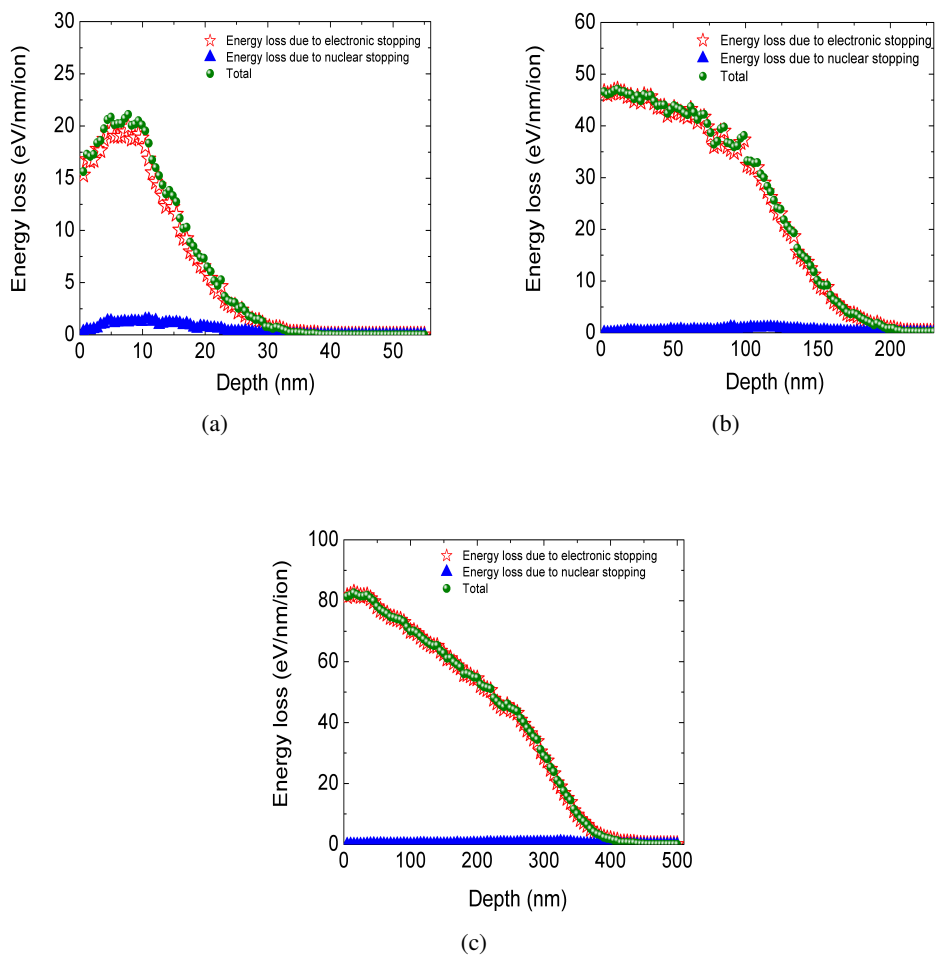 30
25
20
15
10
5
0
Energy loss (eV/nm/ion)
Energy loss due to electronic stopping
Energy loss due to nuclear stopping
Total
0 10 20 30 40 50
Depth (nm)
(a)
60
50
40
30
20
10
0
Energy loss (eV/nm/ion)
Energy loss due to electronic stopping
Energy loss due to nuclear stopping
Total
0 50 100 150 200
Depth (nm)
(b)
100
80
60
40
20
0
Energy loss (eV/nm/ion)
Energy loss due to electronic stopping
Energy loss due to nuclear stopping
Total
0 100 200 300 400 500
Depth (nm)
(c)